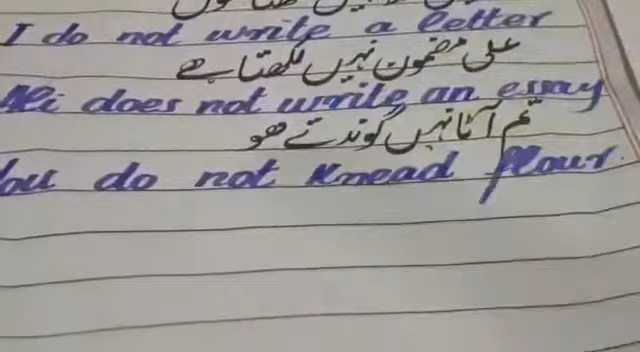 I do not write a letter
علی مضمون نہیں لکھتا ہے
Ali does not write an essay
تم آٹا نہیں گوندتے ھو
You do not Knead flour.